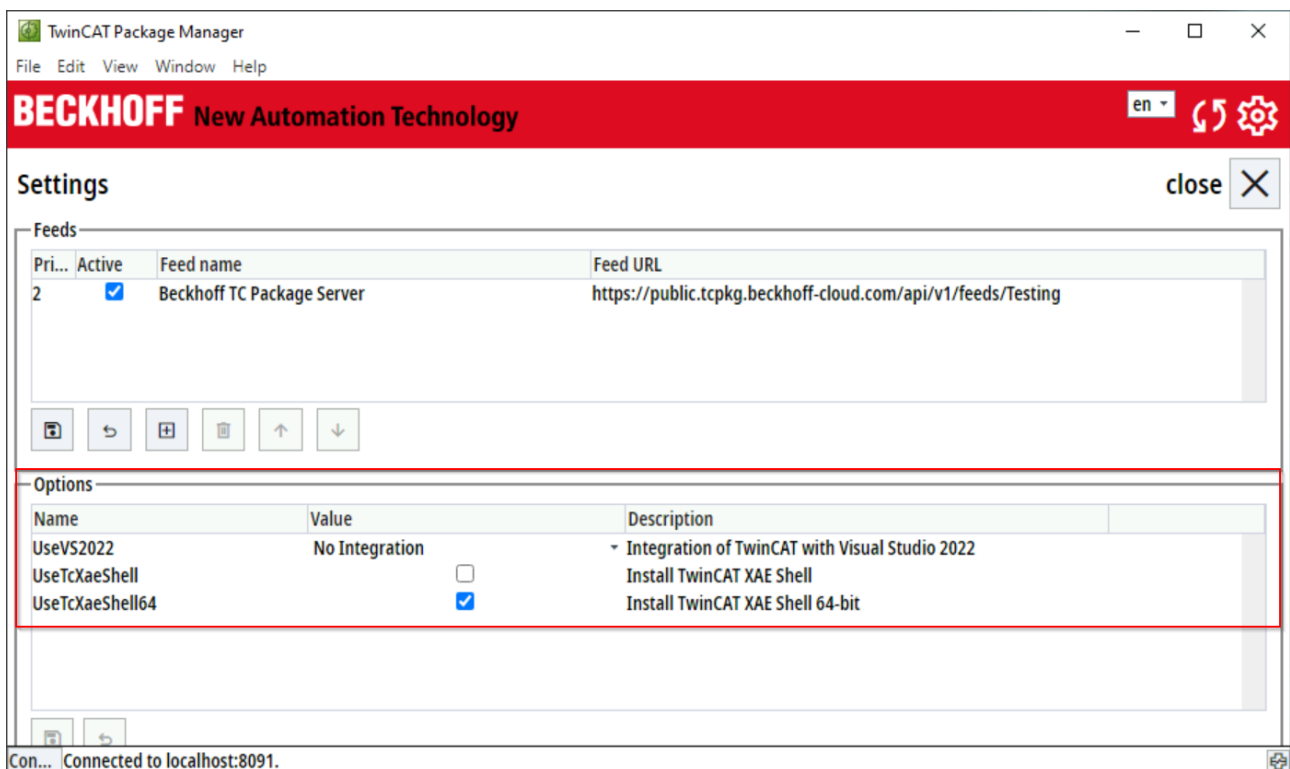 TwinCAT Package Manager
File Edit View Window Help
BECKHOFF New Automation Technology
en
Settings
close
Feeds
Pri... Active Feed name Feed URL
2 Beckhoff TC Package Server https://public.tcpkg.beckhoff-cloud.com/api/v1/feeds/Testing
Options
Name Value Description
UseVS2022 No Integration Integration of TwinCAT with Visual Studio 2022
UseTcXaeShell Install TwinCAT XAE Shell
UseTcXaeShell64 Install TwinCAT XAE Shell 64-bit
Con... Connected to localhost:8091.